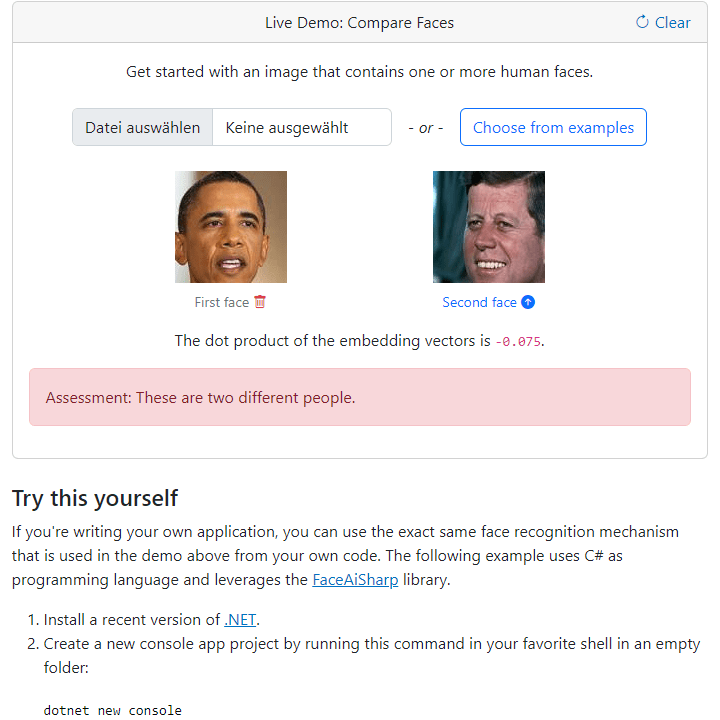 Live Demo: Compare Faces
Clear
Get started with an image that contains one or more human faces.
Datei auswählen
Keine ausgewählt
- or -
Choose from examples
First face
Second face
The dot product of the embedding vectors is -0.075.
Assessment: These are two different people.
Try this yourself
If you're writing your own application, you can use the exact same face recognition mechanism
that is used in the demo above from your own code. The following example uses C# as
programming language and leverages the FaceAiSharp library.
1. Install a recent version of .NET.
2. Create a new console app project by running this command in your favorite shell in an empty
folder:
dotnet new console